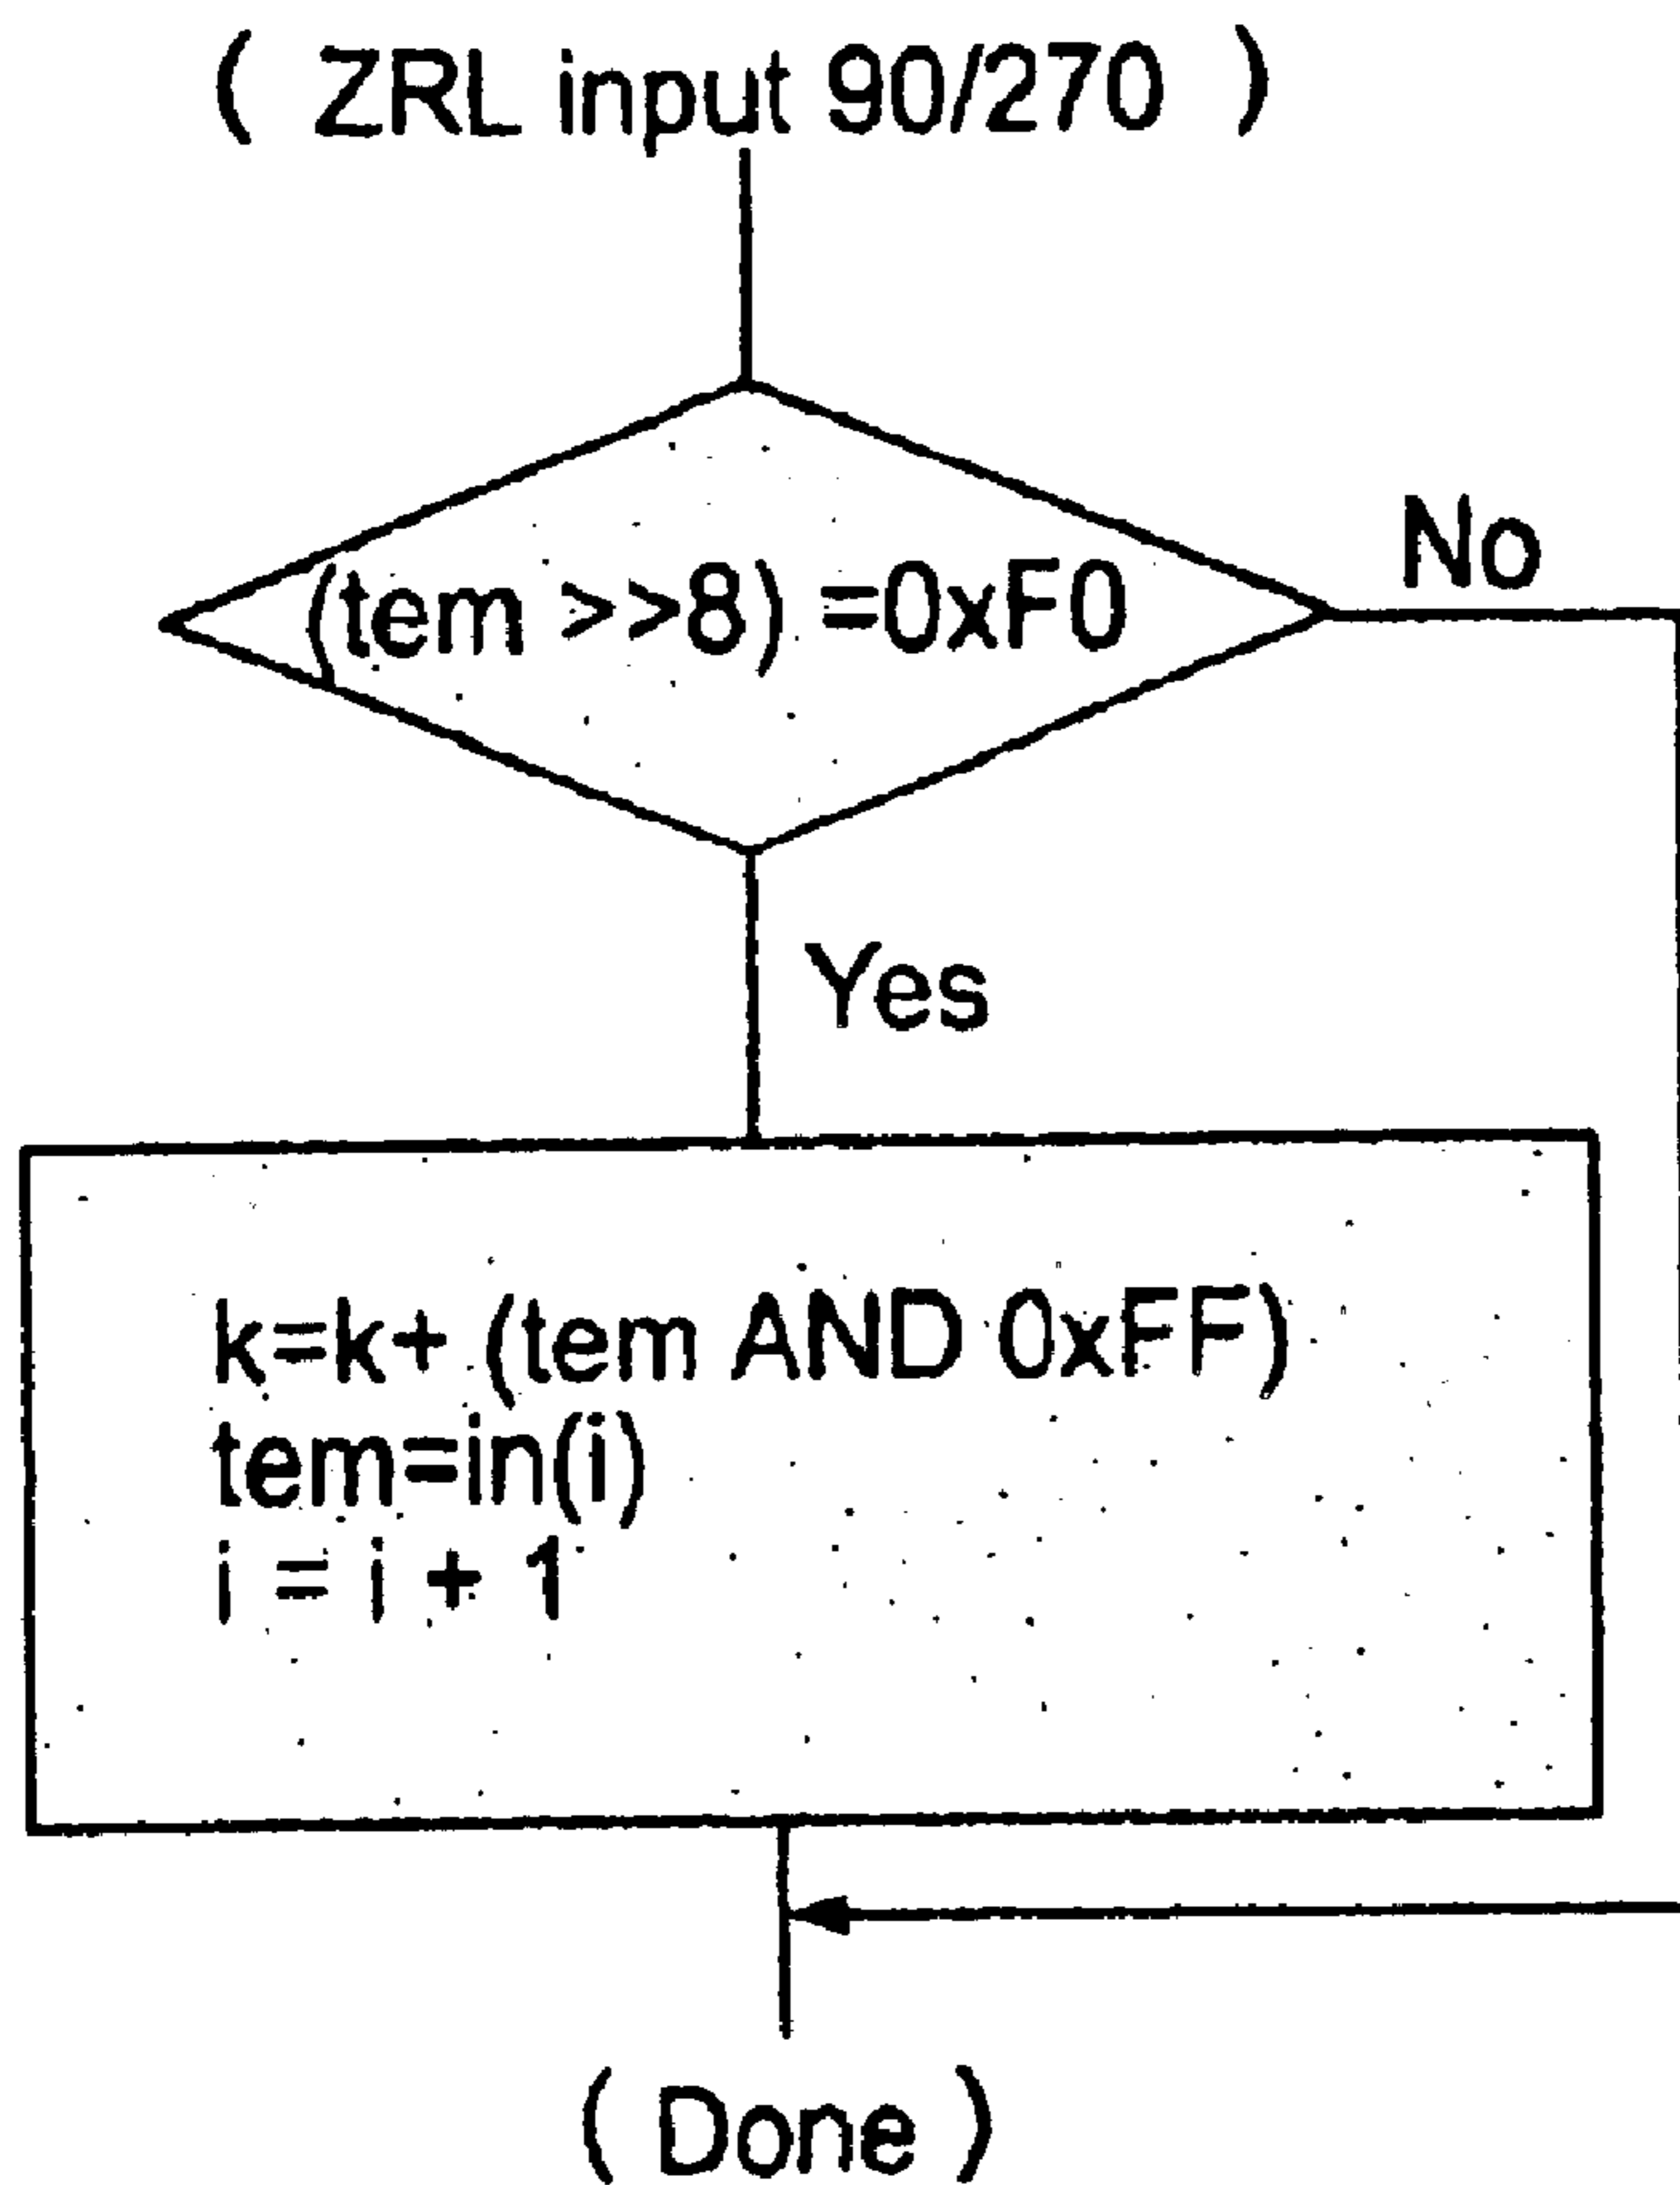 ( ZRL input 90/270 )
(tem >>8) =0xF0
No
Yes
k=k+ (tem AND 0xFF)
tem=in(i)
i = i + 1
( Done )